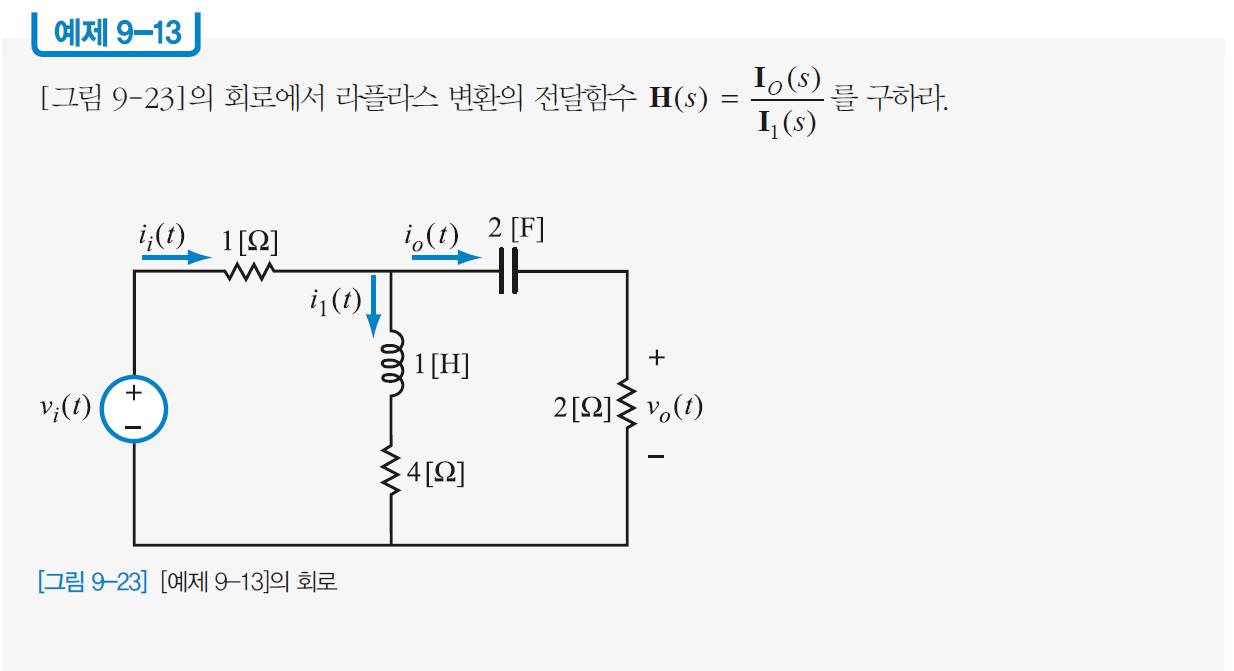 예제 9-13
[그림 9-23]의 회로에서 라플라스 변환의 전달함수 H(s) = I_O(s) / I_1(s) 를 구하라.
i_i(t) 1[Ω] i_o(t) 2 [F]
i_1(t)
1[H]
v_i(t) + − 2[Ω] + v_o(t) −
4[Ω]
[그림 9-23] [예제 9-13]의 회로